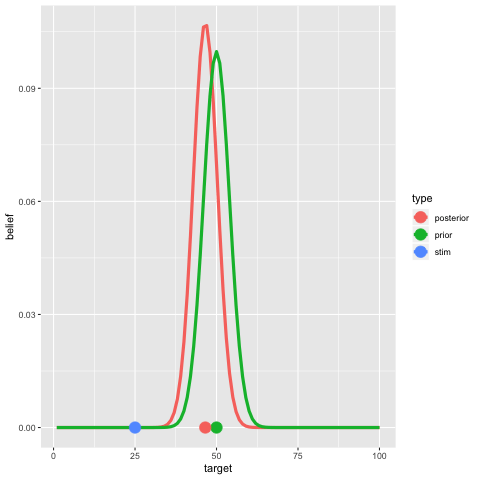 0.09
0.06
0.03
0.00
belief
0
25
50
75
100
target
type
posterior
prior
stim